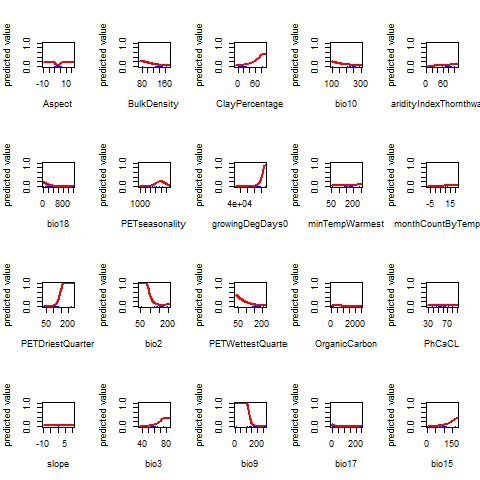 predicted value 0.0 1.0 -10 0 10 Aspect
predicted value 0.0 1.0 80 160 BulkDensity
predicted value 0.0 1.0 0 60 ClayPercentage
predicted value 0.0 1.0 100 300 bio10
predicted value 0.0 1.0 0 60 aridityIndexThornthwa
predicted value 0.0 1.0 0 800 bio18
predicted value 0.0 1.0 1000 PETseasonality
predicted value 0.0 1.0 4e+04 growingDegDays0
predicted value 0.0 1.0 50 200 minTempWarmest
predicted value 0.0 1.0 -5 15 monthCountByTemp
predicted value 0.0 1.0 50 200 PETDriestQuarter
predicted value 0.0 1.0 50 200 bio2
predicted value 0.0 1.0 50 200 PETWettestQuarte
predicted value 0.0 1.0 0 2000 OrganicCarbon
predicted value 0.0 1.0 30 70 PhCaCL
predicted value 0.0 1.0 -10 5 slope
predicted value 0.0 1.0 40 80 bio3
predicted value 0.0 1.0 0 200 bio9
predicted value 0.0 1.0 0 200 bio17
predicted value 0.0 1.0 0 150 bio15